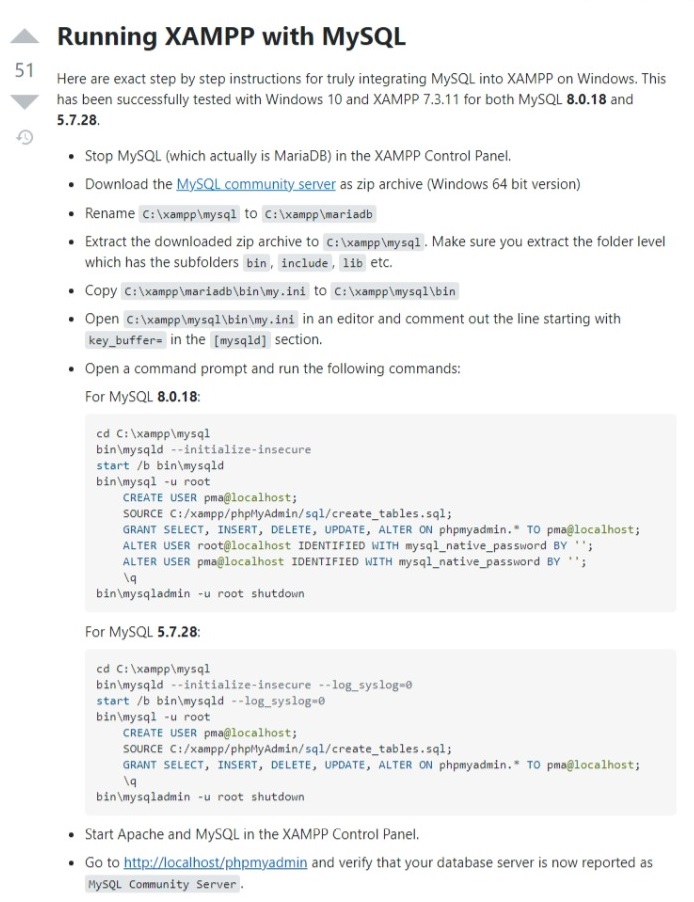 Running XAMPP with MySQL
51
Here are exact step by step instructions for truly integrating MySQL into XAMPP on Windows. This
has been successfully tested with Windows 10 and XAMPP 7.3.11 for both MySQL 8.0.18 and
5.7.28.
• Stop MySQL (which actually is MariaDB) in the XAMPP Control Panel.
• Download the MySQL community server as zip archive (Windows 64 bit version)
• Rename C:\xampp\mysql to C:\xampp\mariadb
• Extract the downloaded zip archive to C:\xampp\mysql. Make sure you extract the folder level
which has the subfolders bin, include, lib etc.
• Copy C:\xampp\mariadb\bin\my.ini to C:\xampp\mysql\bin
• Open C:\xampp\mysql\bin\my.ini in an editor and comment out the line starting with
key_buffer= in the [mysqld] section.
• Open a command prompt and run the following commands:
For MySQL 8.0.18:
cd C:\xampp\mysql
bin\mysqld --initialize-insecure
start /b bin\mysqld
bin\mysql -u root
CREATE USER pma@localhost;
SOURCE C:/xampp/phpMyAdmin/sql/create_tables.sql;
GRANT SELECT, INSERT, DELETE, UPDATE, ALTER ON phpmyadmin.* TO pma@localhost;
ALTER USER root@localhost IDENTIFIED WITH mysql_native_password BY '';
ALTER USER pma@localhost IDENTIFIED WITH mysql_native_password BY '';
\q
bin\mysqladmin -u root shutdown
For MySQL 5.7.28:
cd C:\xampp\mysql
bin\mysqld --initialize-insecure --log_syslog=0
start /b bin\mysqld --log_syslog=0
bin\mysql -u root
CREATE USER pma@localhost;
SOURCE C:/xampp/phpMyAdmin/sql/create_tables.sql;
GRANT SELECT, INSERT, DELETE, UPDATE, ALTER ON phpmyadmin.* TO pma@localhost;
\q
bin\mysqladmin -u root shutdown
• Start Apache and MySQL in the XAMPP Control Panel.
• Go to http://localhost/phpmyadmin and verify that your database server is now reported as
MySQL Community Server.